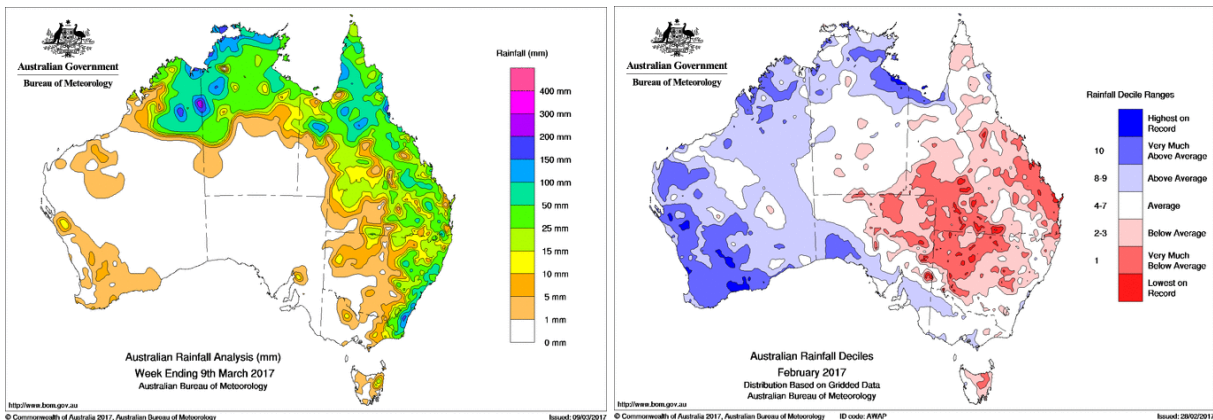 Australian Government
Bureau of Meteorology
Rainfall (mm)
400 mm
300 mm
200 mm
150 mm
100 mm
50 mm
25 mm
15 mm
10 mm
5 mm
1 mm
0 mm
Australian Rainfall Analysis (mm)
Week Ending 9th March 2017
Australian Bureau of Meteorology
http://www.bom.gov.au
© Commonwealth of Australia 2017, Australian Bureau of Meteorology
Issued: 09/03/2017
Australian Government
Bureau of Meteorology
Rainfall Decile Ranges
Highest on
Record
10 Very Much
Above Average
8-9 Above Average
4-7 Average
2-3 Below Average
1 Very Much
Below Average
Lowest on
Record
Australian Rainfall Deciles
February 2017
Distribution Based on Gridded Data
Australian Bureau of Meteorology
http://www.bom.gov.au
© Commonwealth of Australia 2017, Australian Bureau of Meteorology ID code: AWAP Issued: 28/02/2017